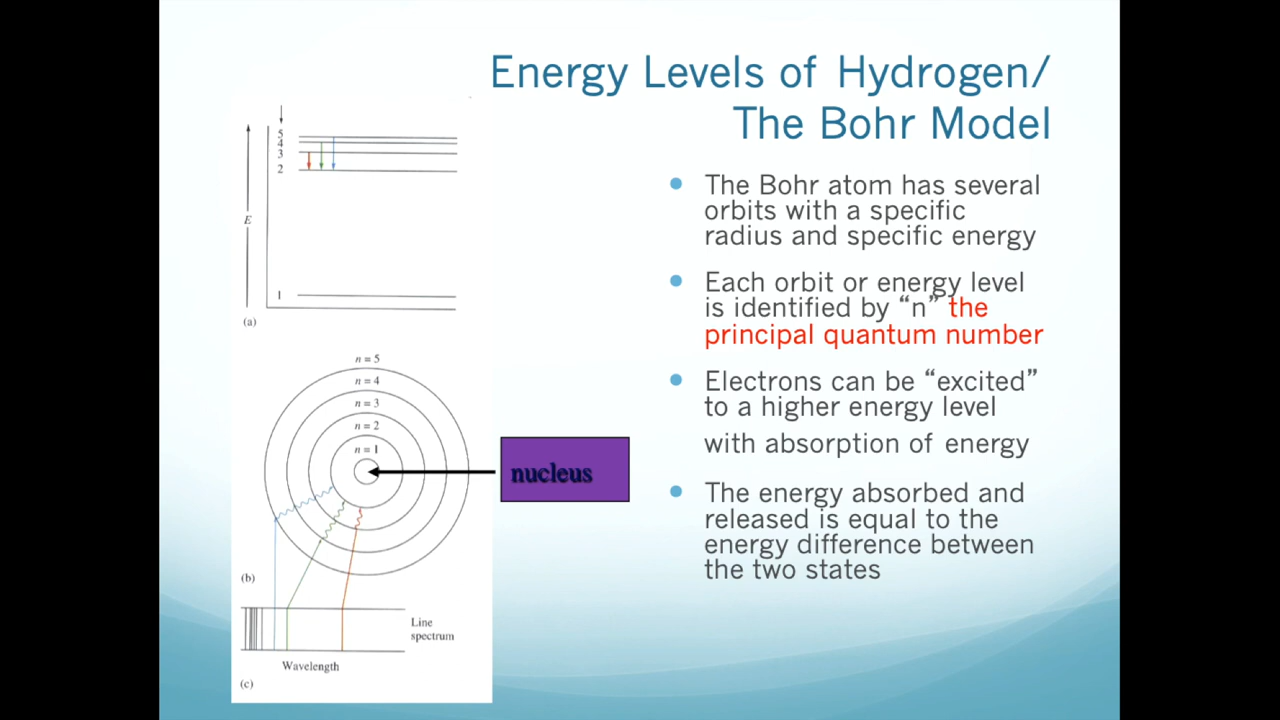 Energy Levels of Hydrogen/
The Bohr Model
5
4
3
2
E
1
(a)
n = 5
n = 4
n = 3
n = 2
n = 1
nucleus
(b)
Line
spectrum
Wavelength
(c)
The Bohr atom has several
orbits with a specific
radius and specific energy
Each orbit or energy level
is identified by “n” the
principal quantum number
Electrons can be “excited”
to a higher energy level
with absorption of energy
The energy absorbed and
released is equal to the
energy difference between
the two states